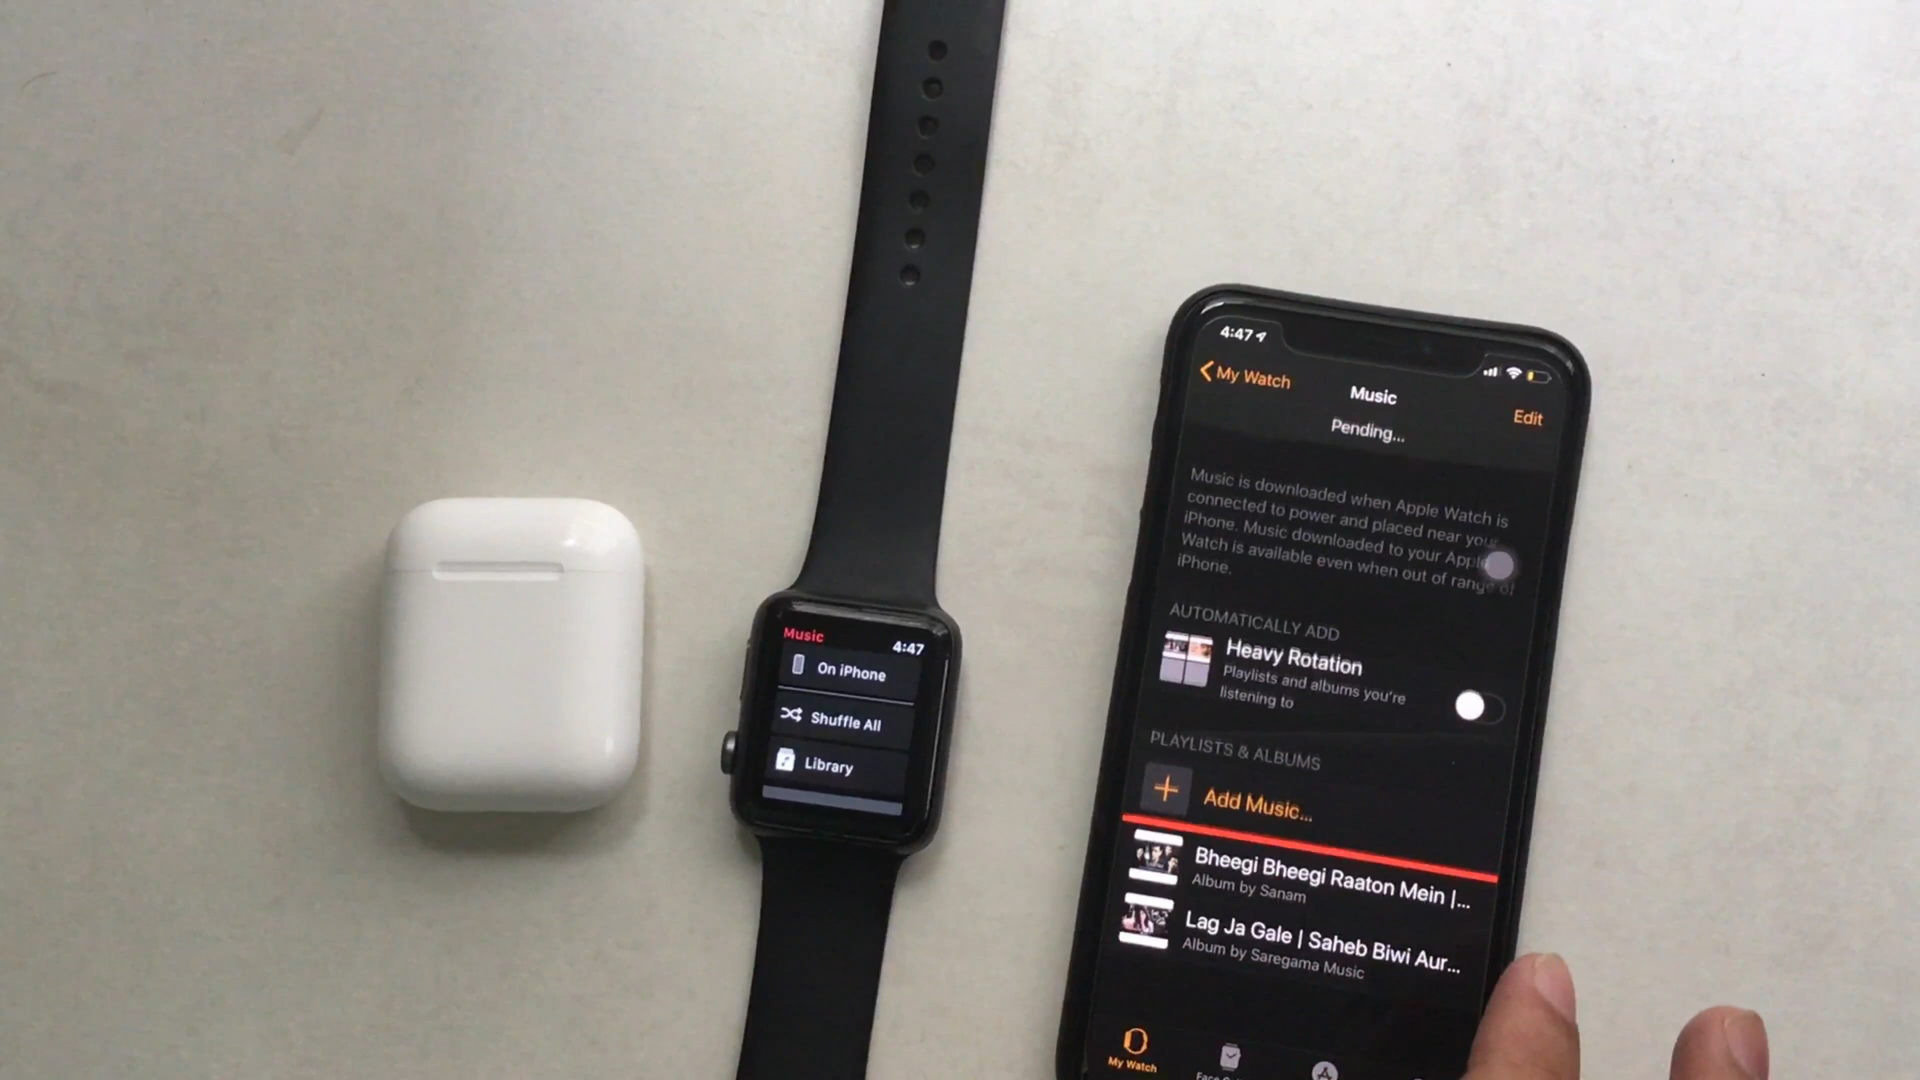 Music
4:47
On iPhone
Shuffle All
Library
4:47
My Watch
Music
Edit
Pending...
Music is downloaded when Apple Watch is
connected to power and placed near your
iPhone. Music downloaded to your Apple
Watch is available even when out of range of
iPhone.
AUTOMATICALLY ADD
Heavy Rotation
Playlists and albums you're
listening to
PLAYLISTS & ALBUMS
Add Music...
Bheegi Bheegi Raaton Mein |...
Album by Sanam
Lag Ja Gale | Saheb Biwi Aur...
Album by Saregama Music
My Watch